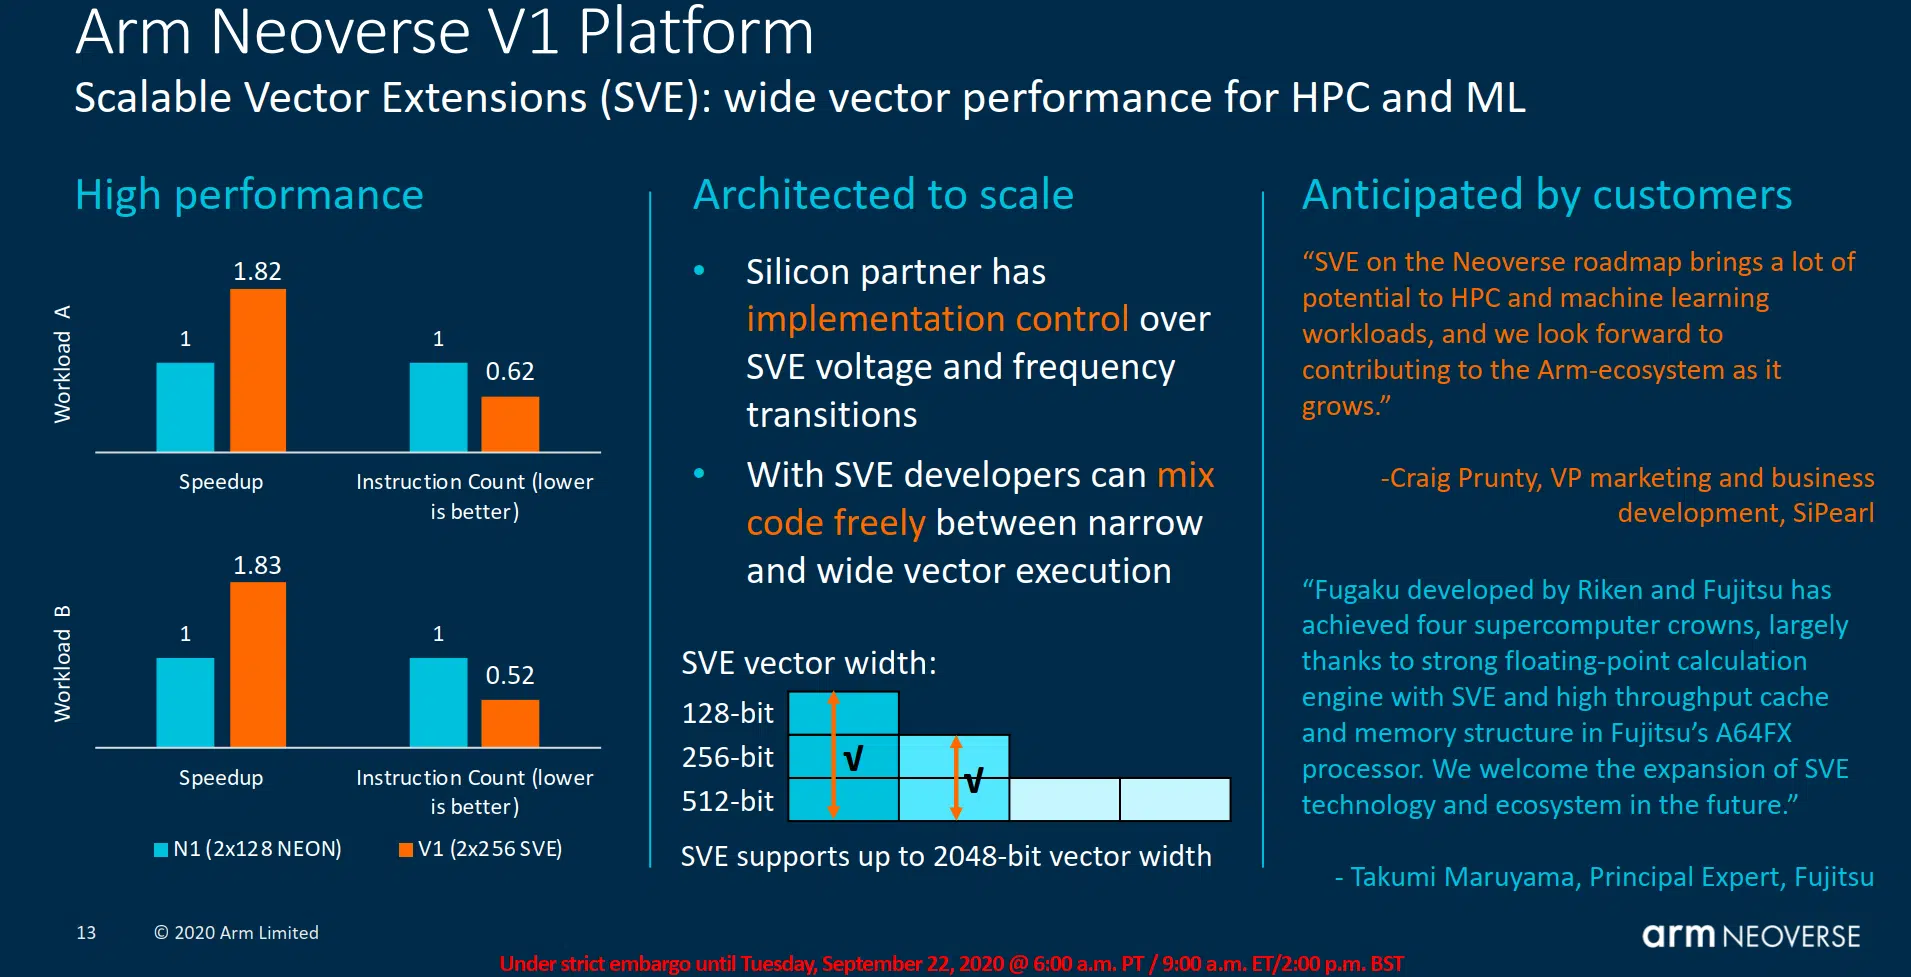 Arm Neoverse V1 Platform
Scalable Vector Extensions (SVE): wide vector performance for HPC and ML
High performance
1.82
1
1
0.62
Workload A
Speedup
Instruction Count (lower
is better)
1.83
1
1
0.52
Workload B
Speedup
Instruction Count (lower
is better)
N1 (2x128 NEON)
V1 (2x256 SVE)
Architected to scale
• Silicon partner has
implementation control over
SVE voltage and frequency
transitions
• With SVE developers can mix
code freely between narrow
and wide vector execution
SVE vector width:
128-bit
256-bit
512-bit
√
√
SVE supports up to 2048-bit vector width
Anticipated by customers
“SVE on the Neoverse roadmap brings a lot of
potential to HPC and machine learning
workloads, and we look forward to
contributing to the Arm-ecosystem as it
grows.”
-Craig Prunty, VP marketing and business
development, SiPearl
“Fugaku developed by Riken and Fujitsu has
achieved four supercomputer crowns, largely
thanks to strong floating-point calculation
engine with SVE and high throughput cache
and memory structure in Fujitsu’s A64FX
processor. We welcome the expansion of SVE
technology and ecosystem in the future.”
- Takumi Maruyama, Principal Expert, Fujitsu
13
© 2020 Arm Limited
arm NEOVERSE
Under strict embargo until Tuesday, September 22, 2020 @ 6:00 a.m. PT / 9:00 a.m. ET/2:00 p.m. BST